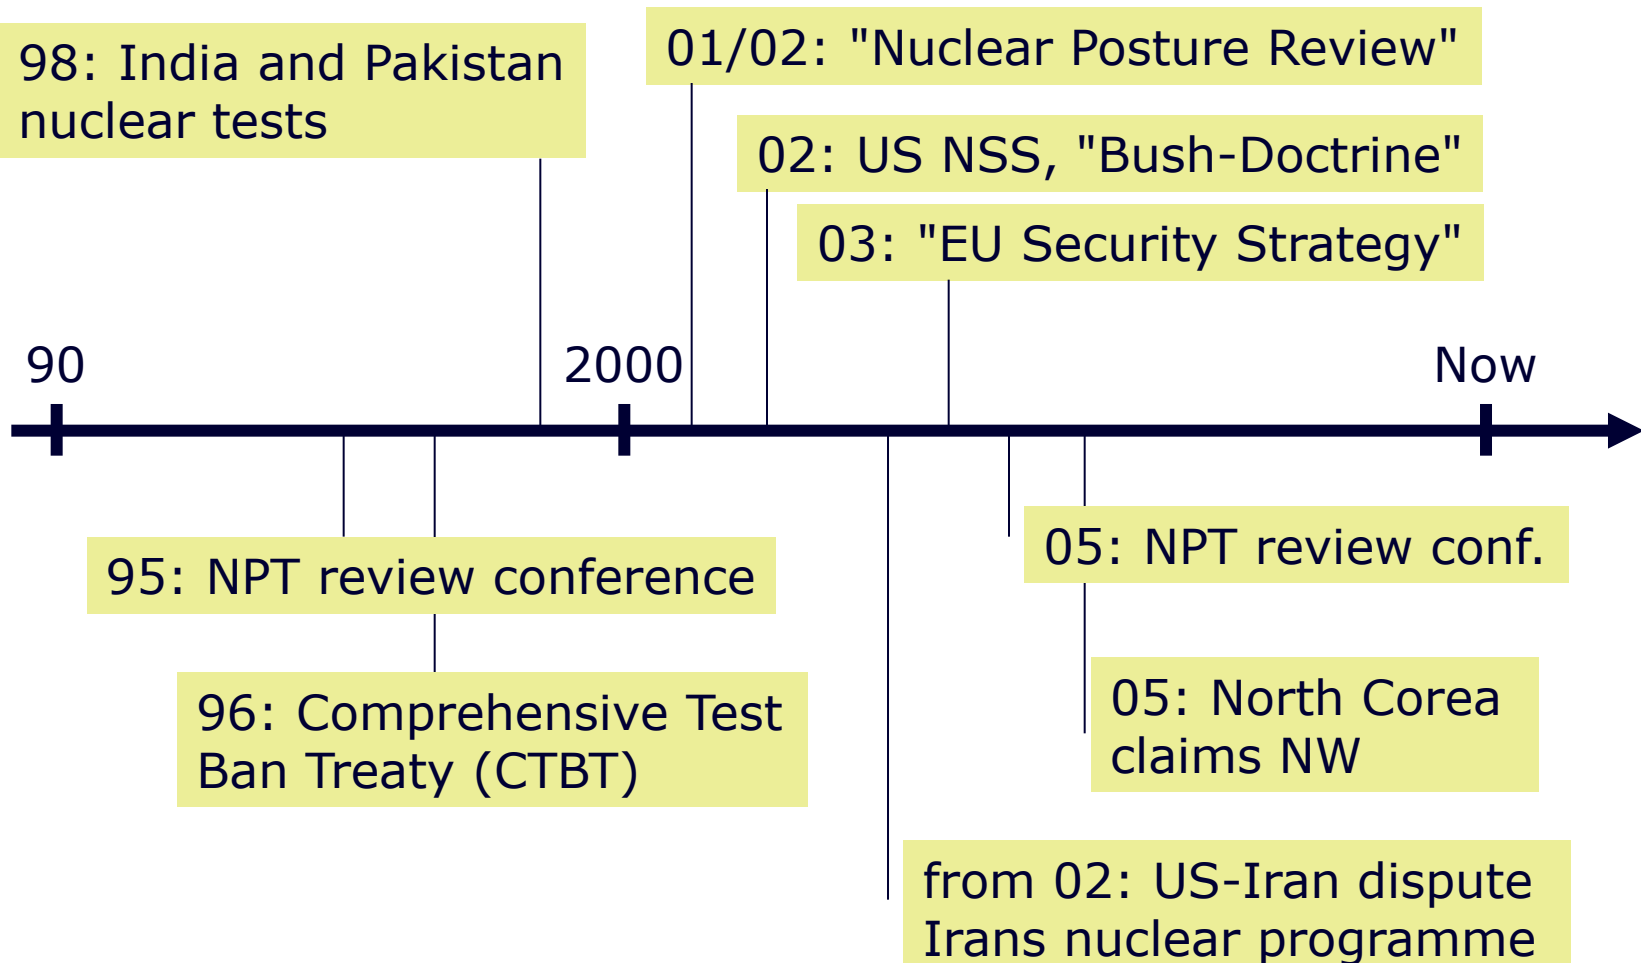 98: India and Pakistan
nuclear tests
01/02: "Nuclear Posture Review"
02: US NSS, "Bush-Doctrine"
03: "EU Security Strategy"
90
2000
Now
95: NPT review conference
96: Comprehensive Test
Ban Treaty (CTBT)
05: NPT review conf.
05: North Corea
claims NW
from 02: US-Iran dispute
Irans nuclear programme